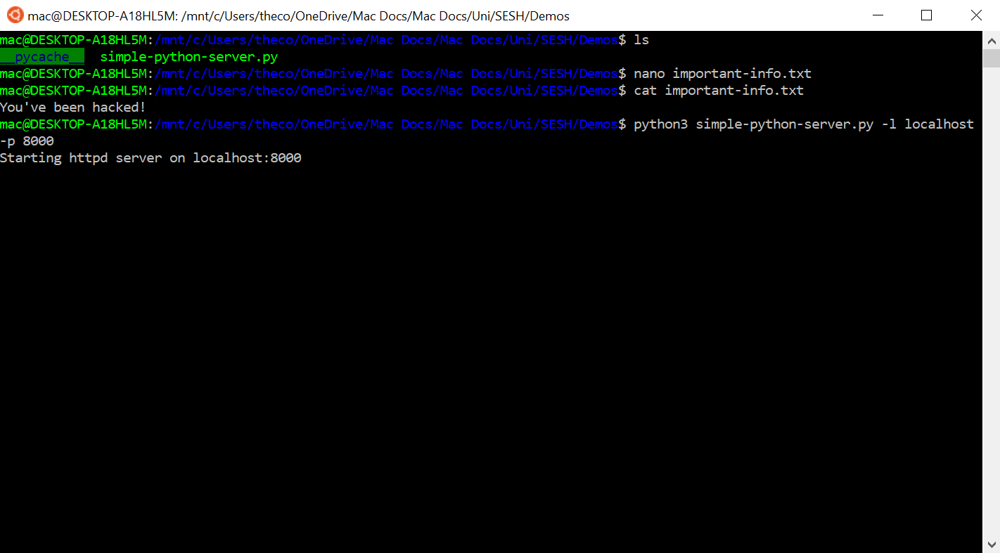 mac@DESKTOP-A18HL5M: /mnt/c/Users/theco/OneDrive/Mac Docs/Mac Docs/Uni/SESH/Demos
mac@DESKTOP-A18HL5M:/mnt/c/Users/theco/OneDrive/Mac Docs/Mac Docs/Uni/SESH/Demos$ ls
__pycache__  simple-python-server.py
mac@DESKTOP-A18HL5M:/mnt/c/Users/theco/OneDrive/Mac Docs/Mac Docs/Uni/SESH/Demos$ nano important-info.txt
mac@DESKTOP-A18HL5M:/mnt/c/Users/theco/OneDrive/Mac Docs/Mac Docs/Uni/SESH/Demos$ cat important-info.txt
You've been hacked!
mac@DESKTOP-A18HL5M:/mnt/c/Users/theco/OneDrive/Mac Docs/Mac Docs/Uni/SESH/Demos$ python3 simple-python-server.py -l localhost
-p 8000
Starting httpd server on localhost:8000